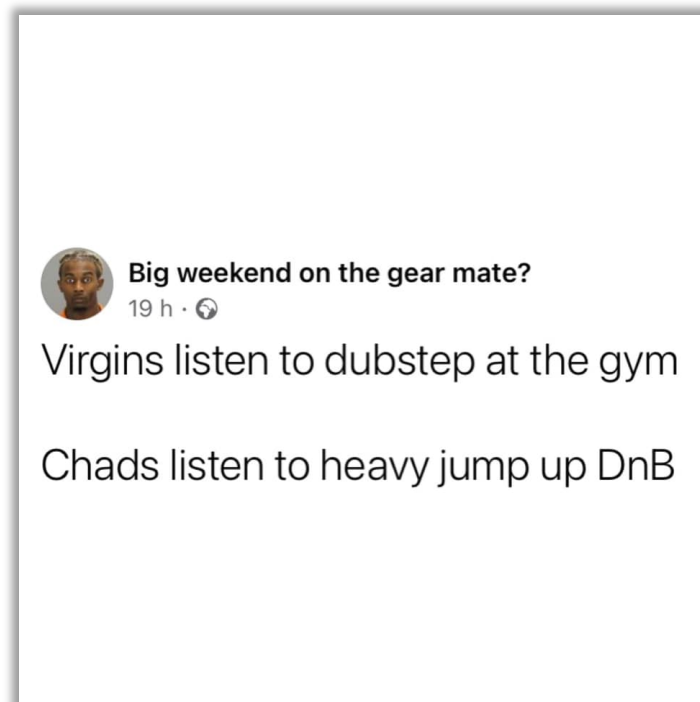 Big weekend on the gear mate?
19 h ·
Virgins listen to dubstep at the gym
Chads listen to heavy jump up DnB